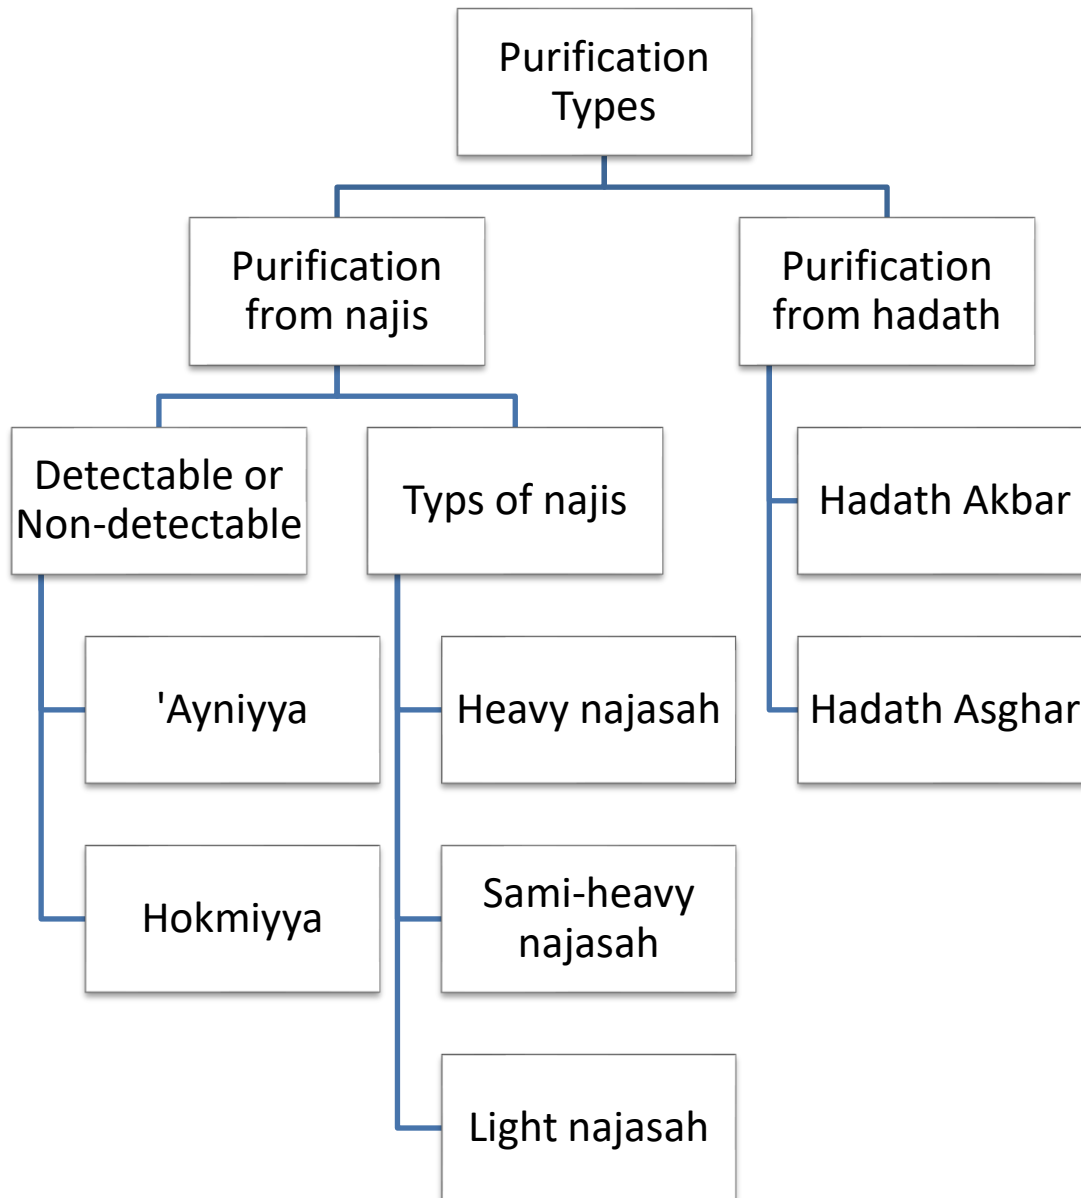 Purification
Types
Purification
from najis
Purification
from hadath
Detectable or
Non-detectable
Typs of najis
Hadath Akbar
'Ayniyya
Heavy najasah
Hadath Asghar
Hokmiyya
Sami-heavy
najasah
Light najasah